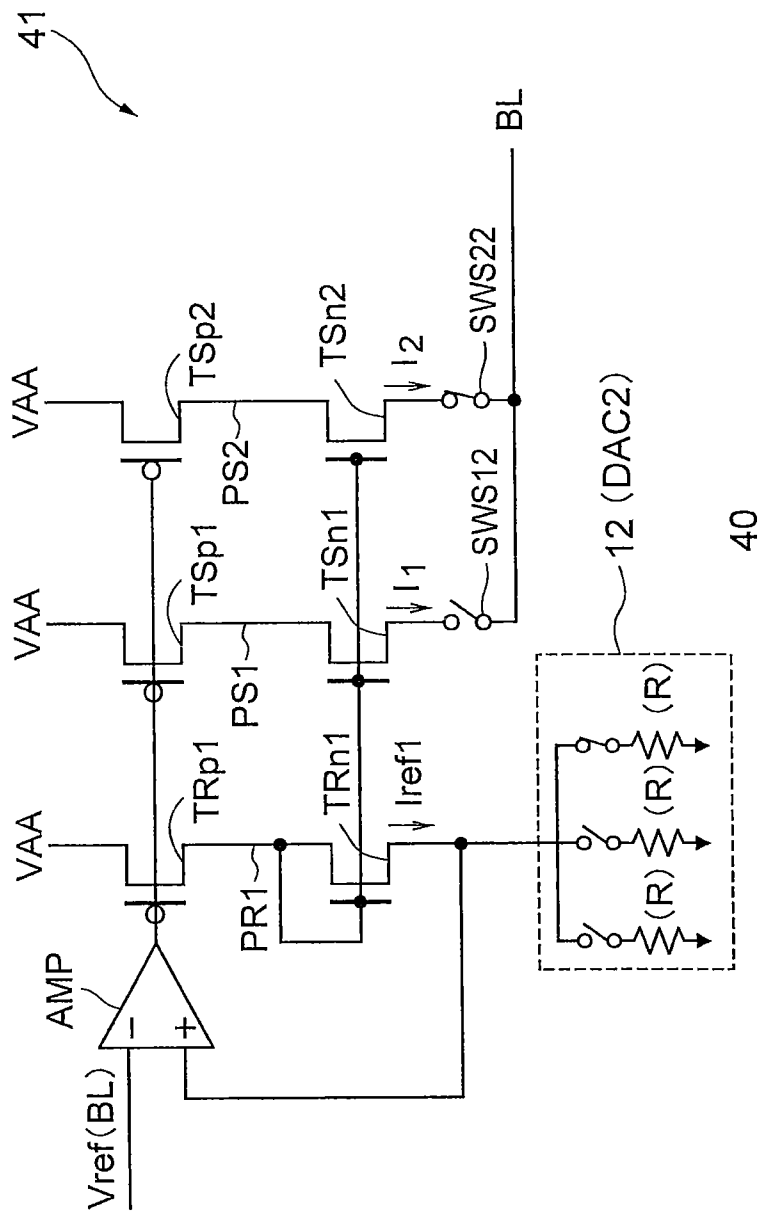 41
VAA
VAA
VAA
AMP
TRp1
TSp1
TSp2
−
+
Vref(BL)
PR1
PS1
PS2
TRn1
TSn1
TSn2
Iref1
I1
I2
SWS12
SWS22
BL
(R)
(R)
(R)
12 (DAC2)
40